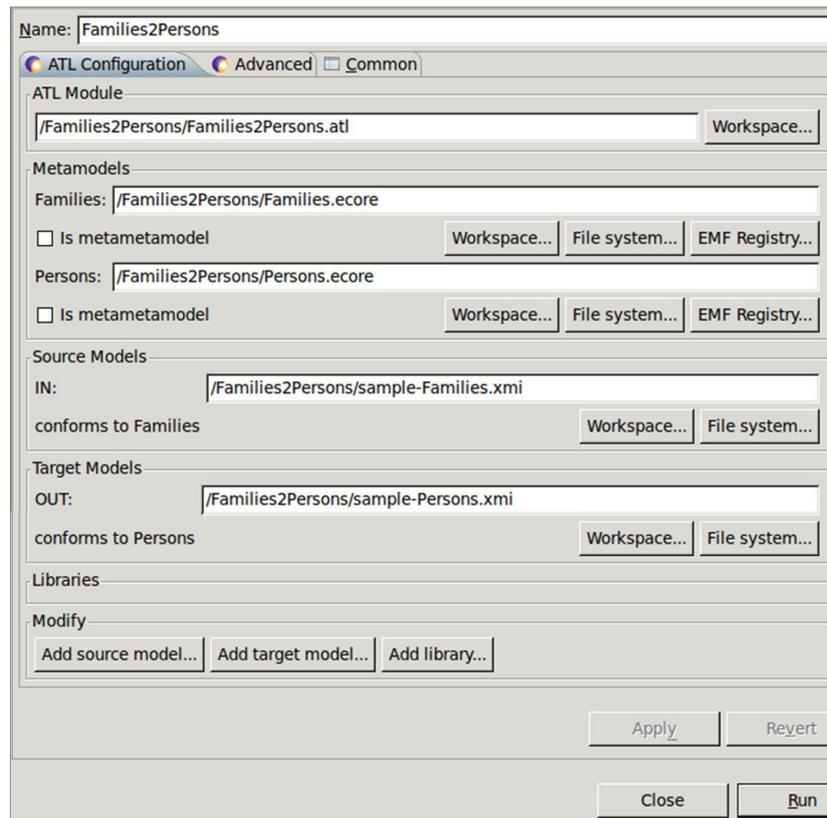 Name: Families2Persons
ATL Configuration Advanced Common
ATL Module
/Families2Persons/Families2Persons.atl Workspace...
Metamodels
Families: /Families2Persons/Families.ecore
Is metametamodel Workspace... File system... EMF Registry...
Persons: /Families2Persons/Persons.ecore
Is metametamodel Workspace... File system... EMF Registry...
Source Models
IN: /Families2Persons/sample-Families.xmi
conforms to Families Workspace... File system...
Target Models
OUT: /Families2Persons/sample-Persons.xmi
conforms to Persons Workspace... File system...
Libraries
Modify
Add source model... Add target model... Add library...
Apply Revert
Close Run